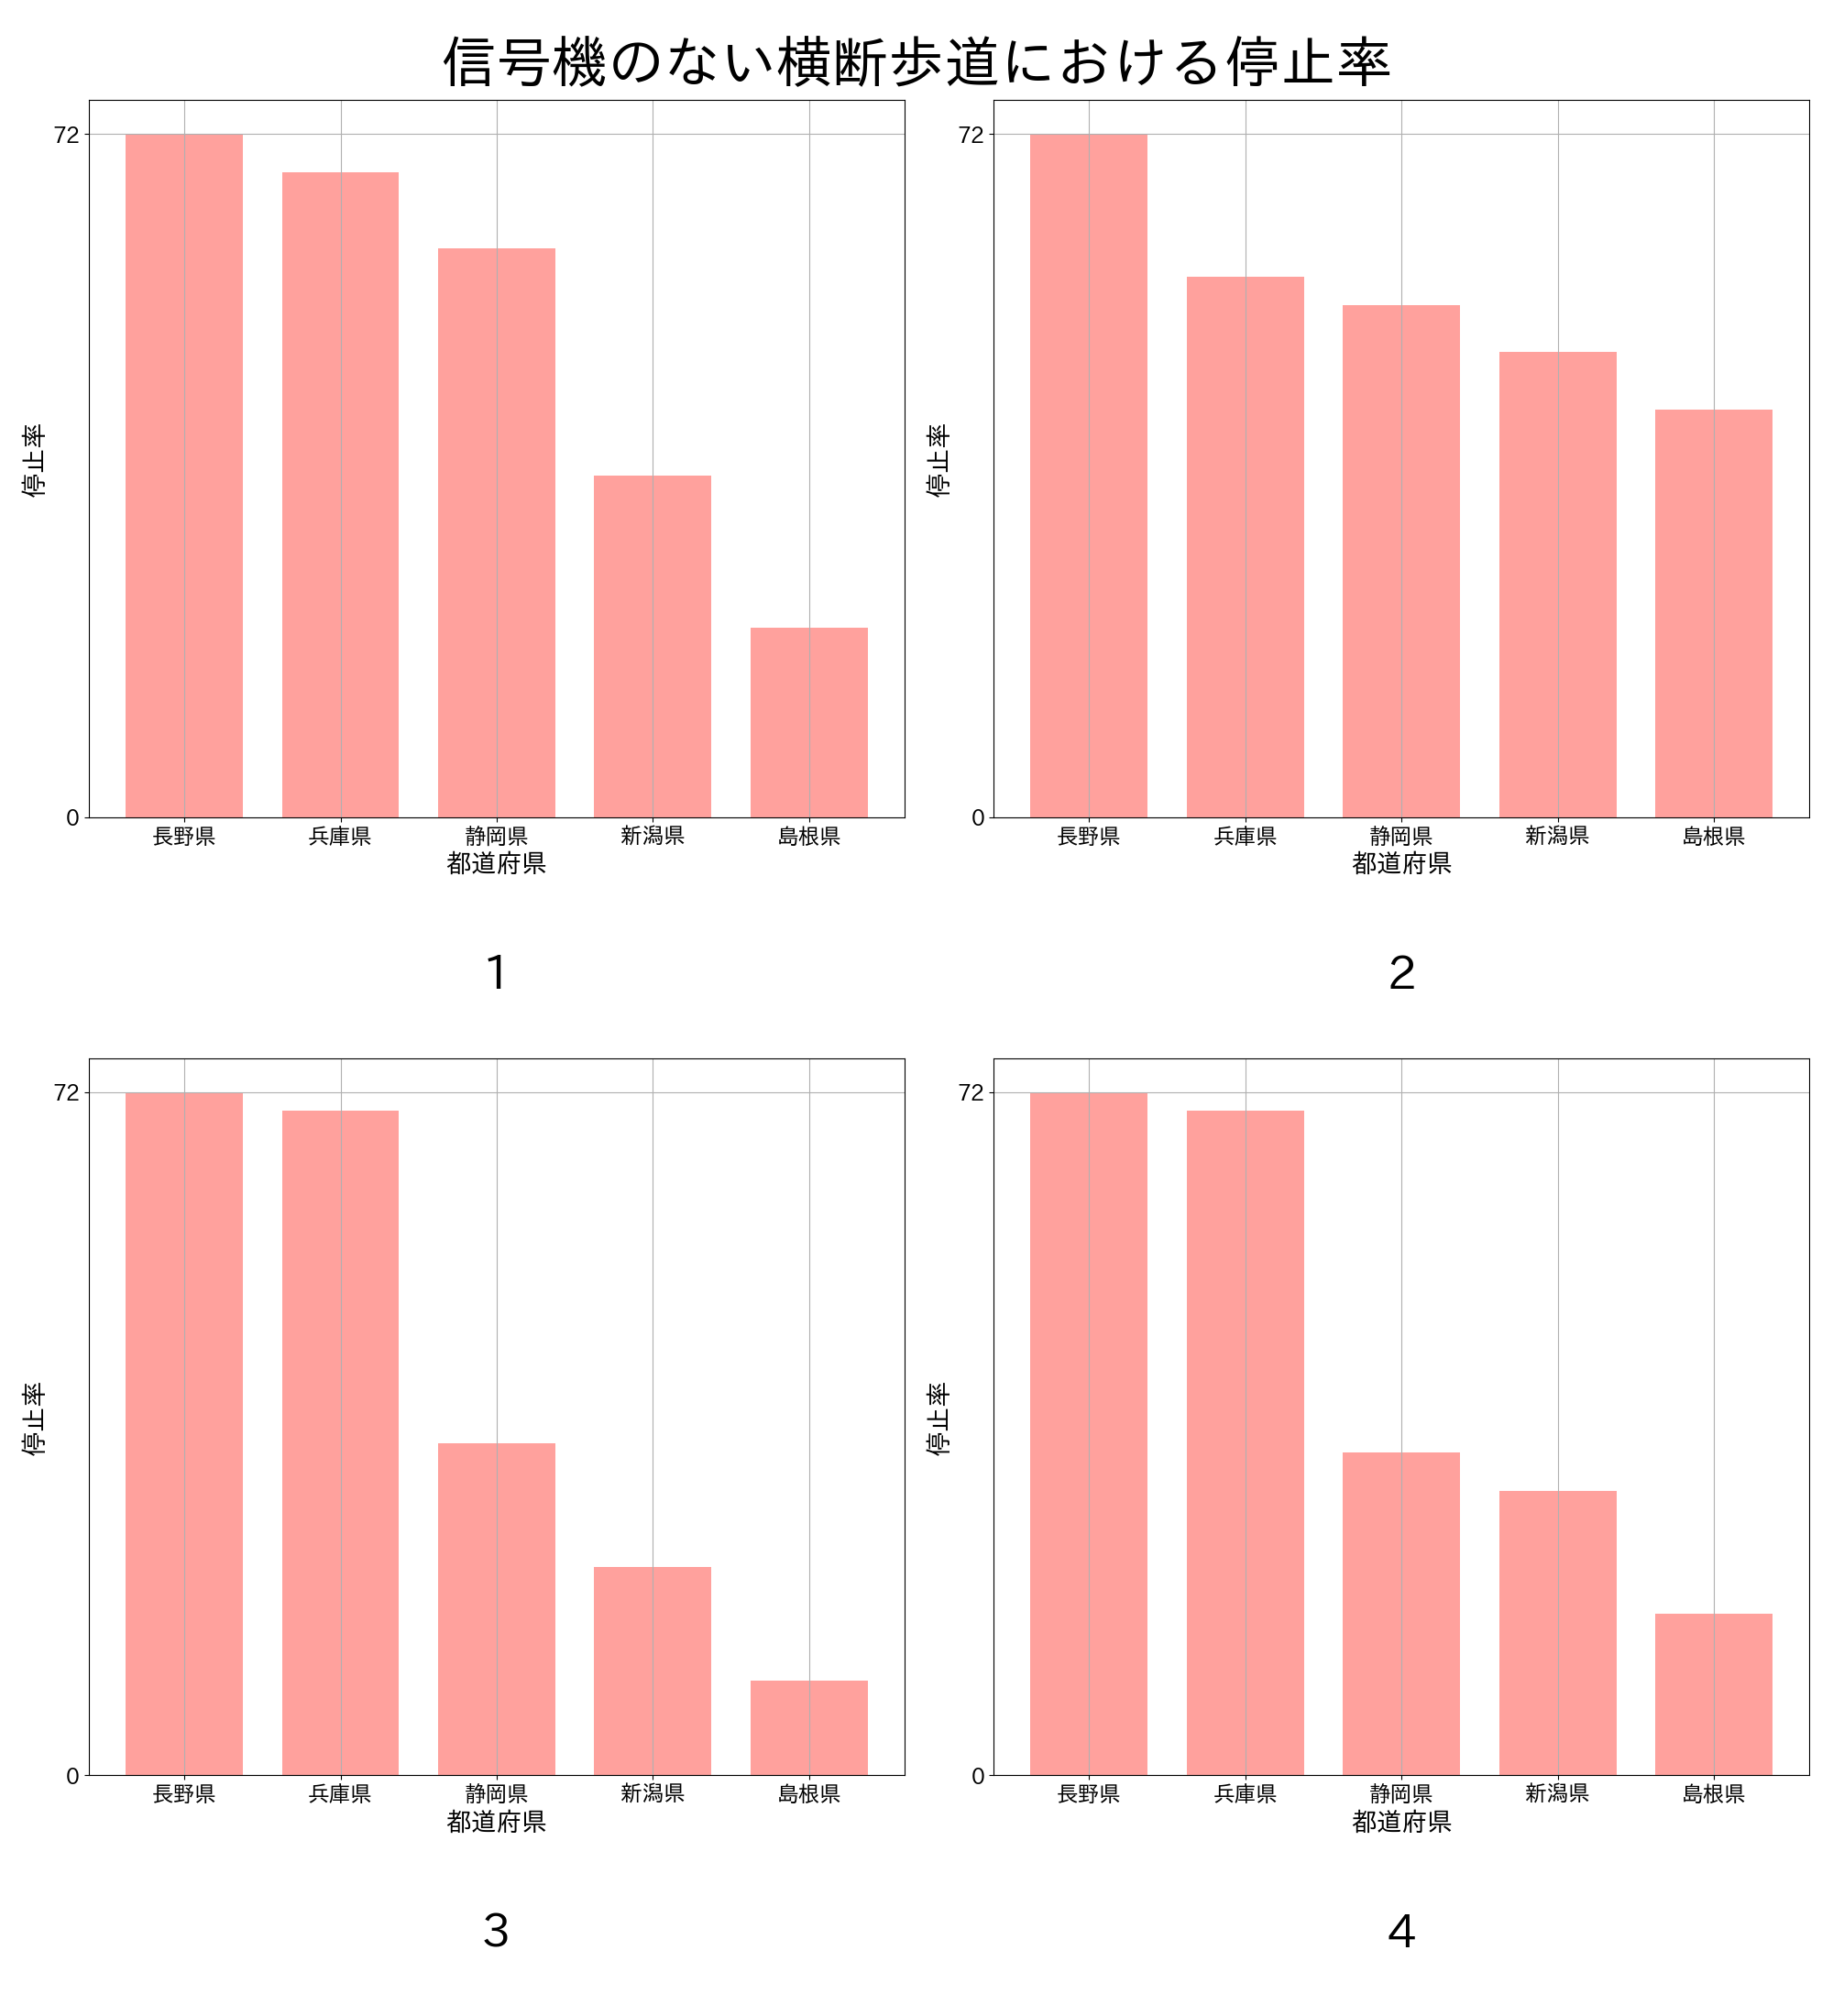 信号機のない横断歩道における停止率
72
0
停止率
長野県 兵庫県 静岡県 新潟県 島根県
都道府県
1
72
0
停止率
長野県 兵庫県 静岡県 新潟県 島根県
都道府県
2
72
0
停止率
長野県 兵庫県 静岡県 新潟県 島根県
都道府県
3
72
0
停止率
長野県 兵庫県 静岡県 新潟県 島根県
都道府県
4